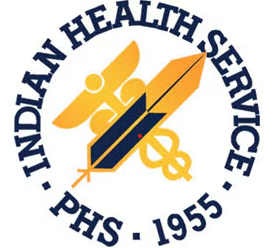 · INDIAN HEALTH SERVICE ·
PHS · 1955